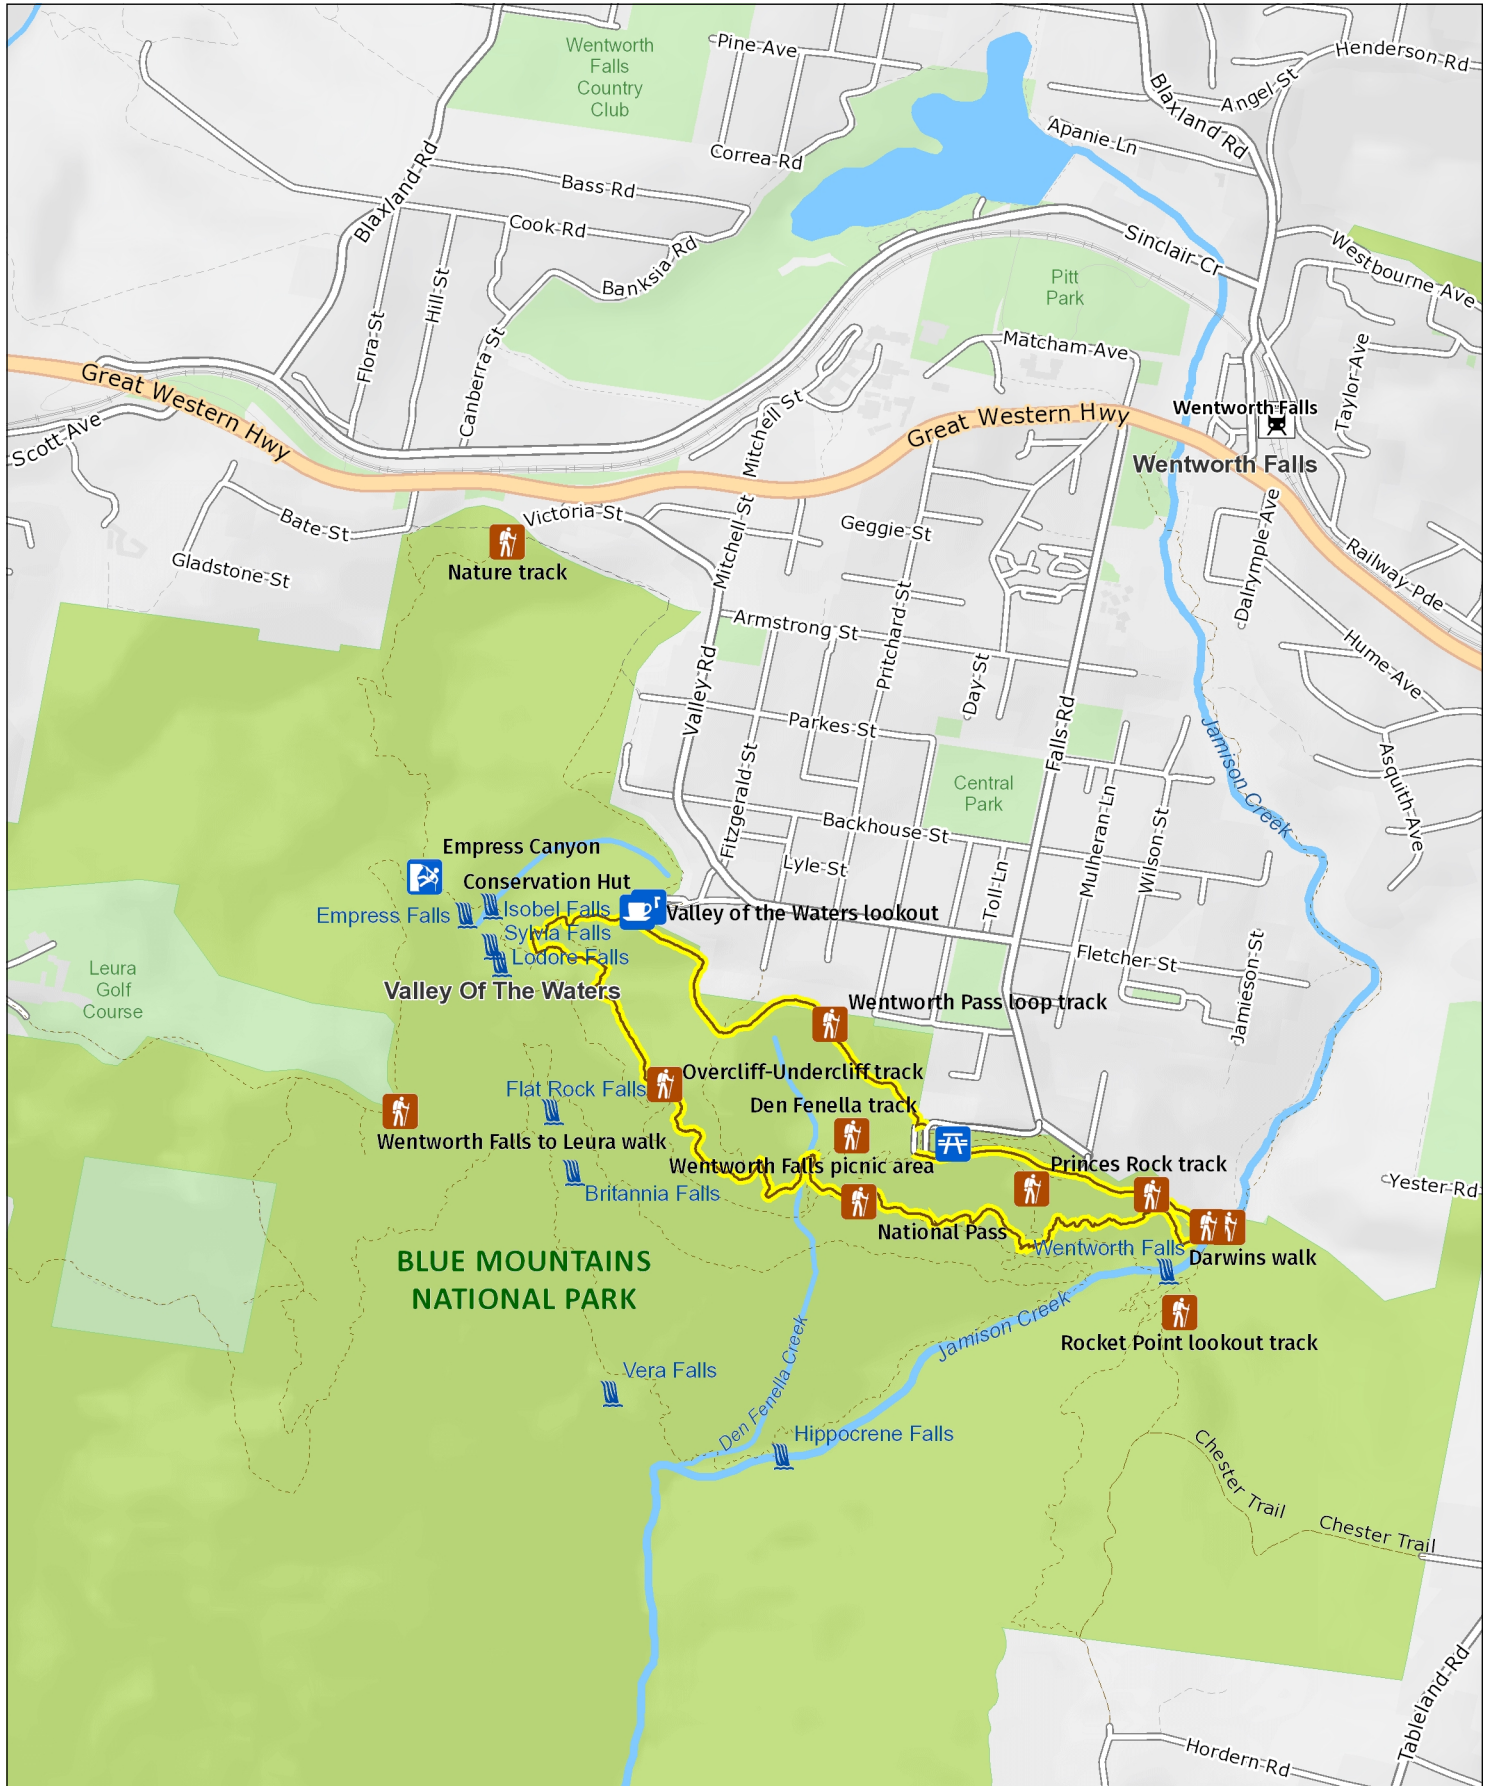 Wentworth
Falls
Country
Club
Pine Ave
Henderson Rd
Angel St
Blaxland Rd
Apanie Ln
Correa Rd
Blaxland Rd
Bass Rd
Cook Rd
Banksia Rd
Sinclair Cr
Westbourne Ave
Pitt
Park
Hill St
Flora St
Canberra St
Matcham Ave
Taylor Ave
Great Western Hwy
Scott Ave
Mitchell St
Great Western Hwy
Wentworth Falls
Wentworth Falls
Bate St
Victoria St
Mitchell St
Geggie St
Dalrymple Ave
Railway Pde
Gladstone St
Nature track
Armstrong St
Pritchard St
Day St
Hume Ave
Valley Rd
Parkes St
Falls Rd
Jamison Creek
Asquith Ave
Fitzgerald St
Central
Park
Backhouse St
Mulheran Ln
Wilson St
Lyle St
Toll Ln
Empress Canyon
Conservation Hut
Empress Falls
Isobel Falls
Valley of the Waters lookout
Sylvia Falls
Lodore Falls
Fletcher St
Jamieson St
Leura
Golf
Course
Valley Of The Waters
Wentworth Pass loop track
Overcliff-Undercliff track
Flat Rock Falls
Den Fenella track
Wentworth Falls to Leura walk
Wentworth Falls picnic area
Princes Rock track
Yester Rd
Britannia Falls
National Pass
Wentworth Falls
Darwins walk
BLUE MOUNTAINS
NATIONAL PARK
Jamison Creek
Rocket Point lookout track
Vera Falls
Den Fenella Creek
Hippocrene Falls
Chester Trail
Chester Trail
Tableland Rd
Hordern Rd